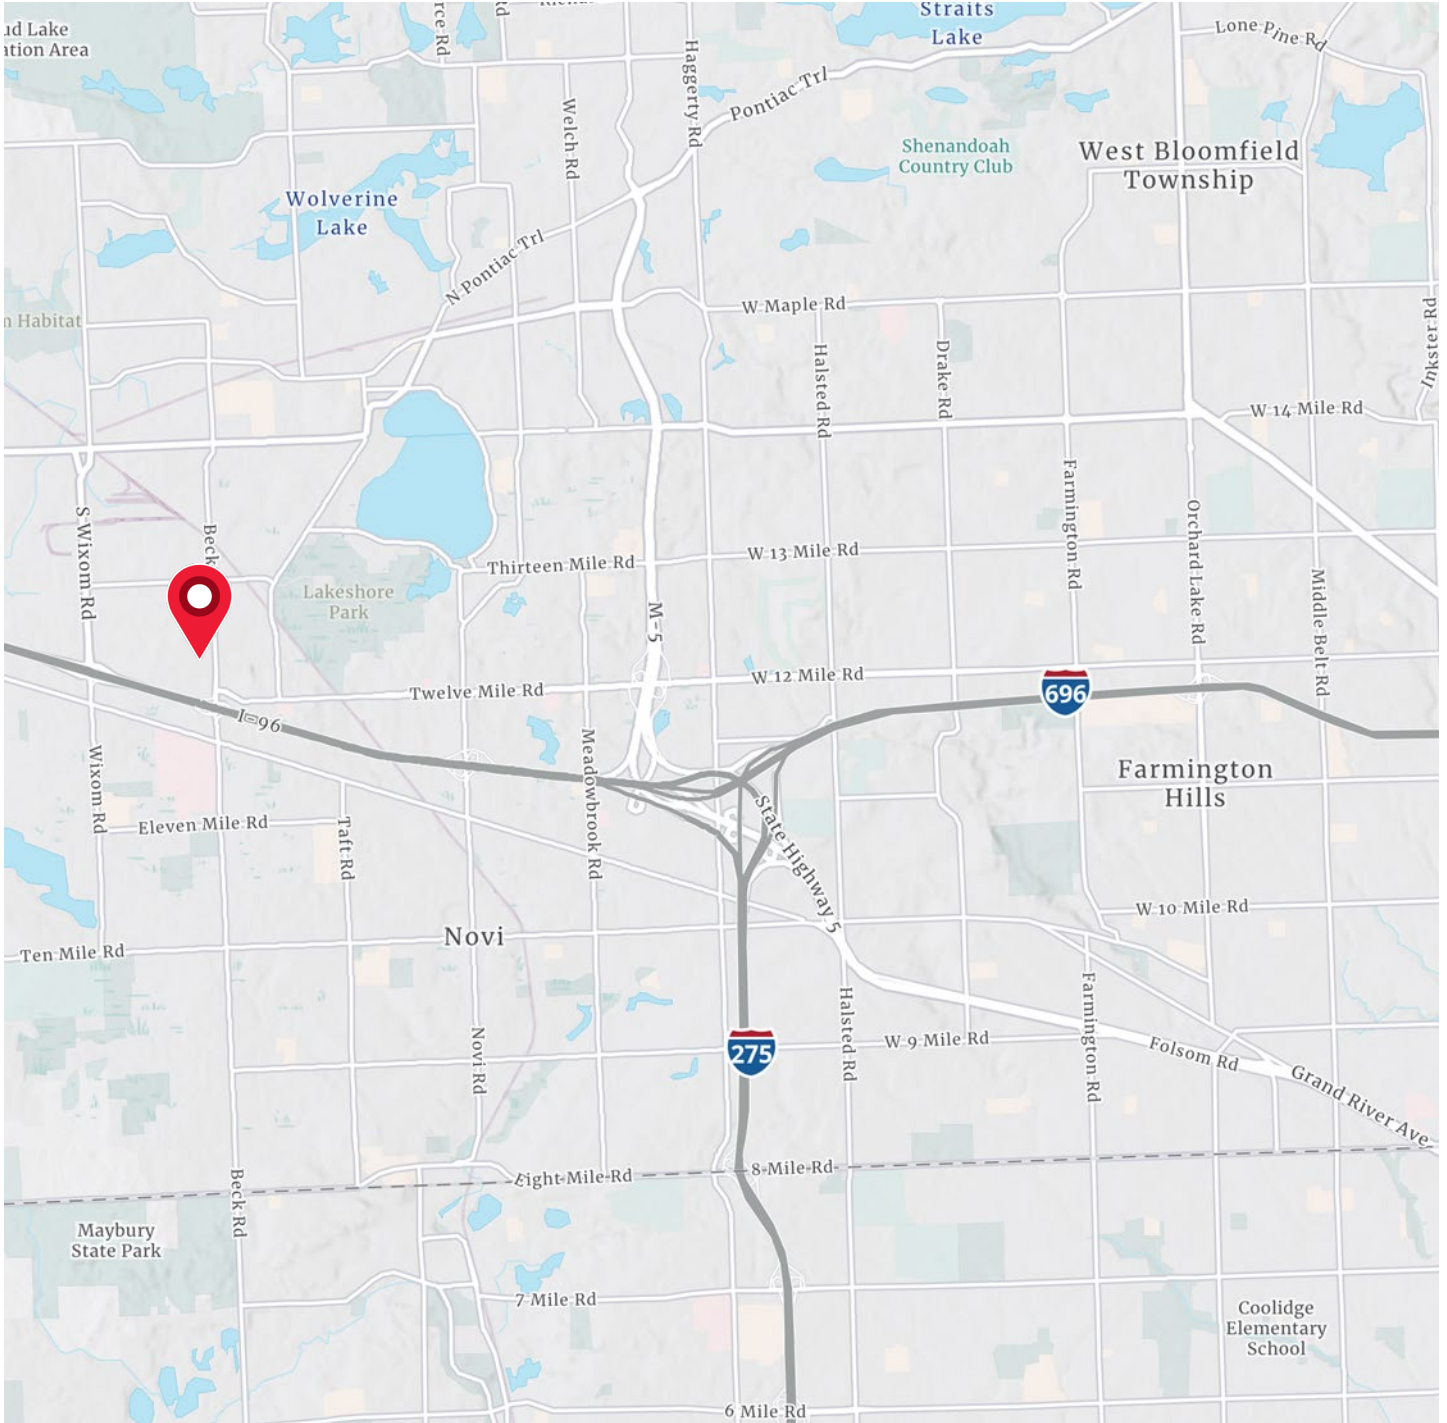 Straits
Lake
Lone Pine Rd
ud Lake
ation Area
rce Rd
Rd
Haggerty Rd
Pontiac Trl
Welch Rd
Shenandoah
Country Club
West Bloomfield
Township
Wolverine
Lake
N Pontiac Trl
W Maple Rd
n Habitat
Inkster Rd
Halsted Rd
Drake Rd
W 14 Mile Rd
Farmington Rd
Orchard Lake Rd
S Wixom Rd
Beck
W 13 Mile Rd
Thirteen Mile Rd
Lakeshore
Park
M-5
Middle Belt Rd
W 12 Mile Rd
Twelve Mile Rd
696
I-96
Meadowbrook Rd
Wixom Rd
Farmington
Hills
State Highway 5
Eleven Mile Rd
Taft Rd
W 10 Mile Rd
Novi
Ten Mile Rd
Halsted Rd
Farmington Rd
Novi Rd
W 9 Mile Rd
275
Folsom Rd
Grand River Ave
8 Mile Rd
Eight Mile Rd
Beck Rd
Maybury
State Park
7 Mile Rd
Coolidge
Elementary
School
6 Mile Rd